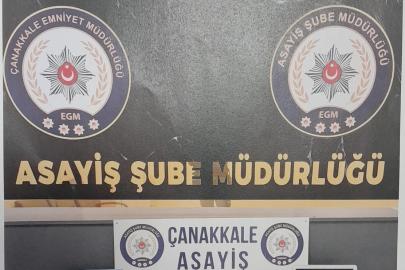 ÇANAKKALE EMNİYET MÜDÜRLÜĞÜ
EGM
ASAYİŞ ŞUBE MÜDÜRLÜĞÜ
EGM
ASAYİŞ ŞUBE MÜDÜRLÜĞÜ
ÇANAKKALE
ASAYİŞ